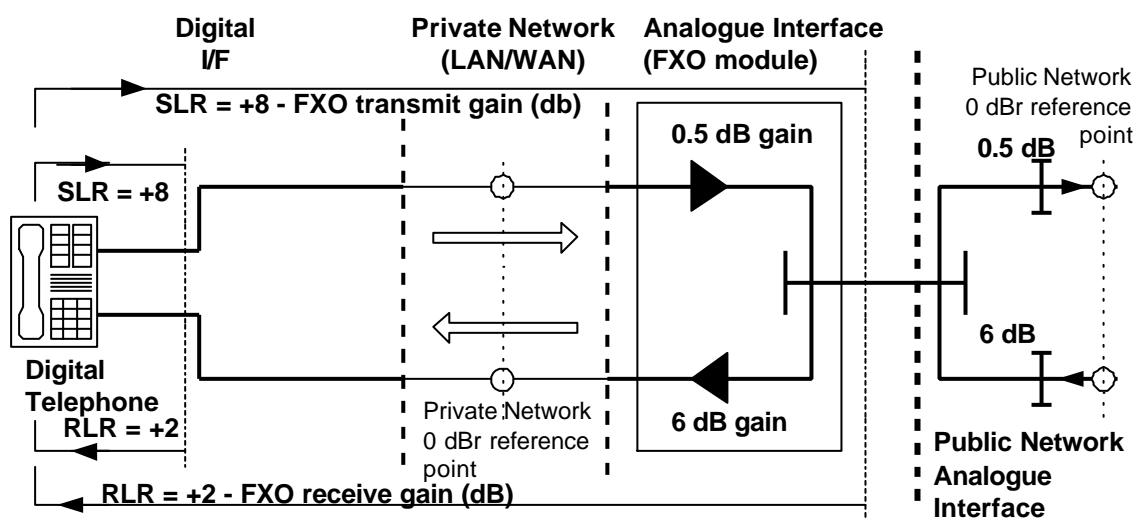 Digital
I/F
Private Network
(LAN/WAN)
Analogue Interface
(FXO module)
Public Network
0 dBr reference
point
SLR = +8 - FXO transmit gain (db)
0.5 dB gain
0.5 dB
SLR = +8
6 dB
Digital
Telephone
RLR = +2
Private Network
0 dBr reference
point
6 dB gain
Public Network
Analogue
Interface
RLR = +2 - FXO receive gain (dB)